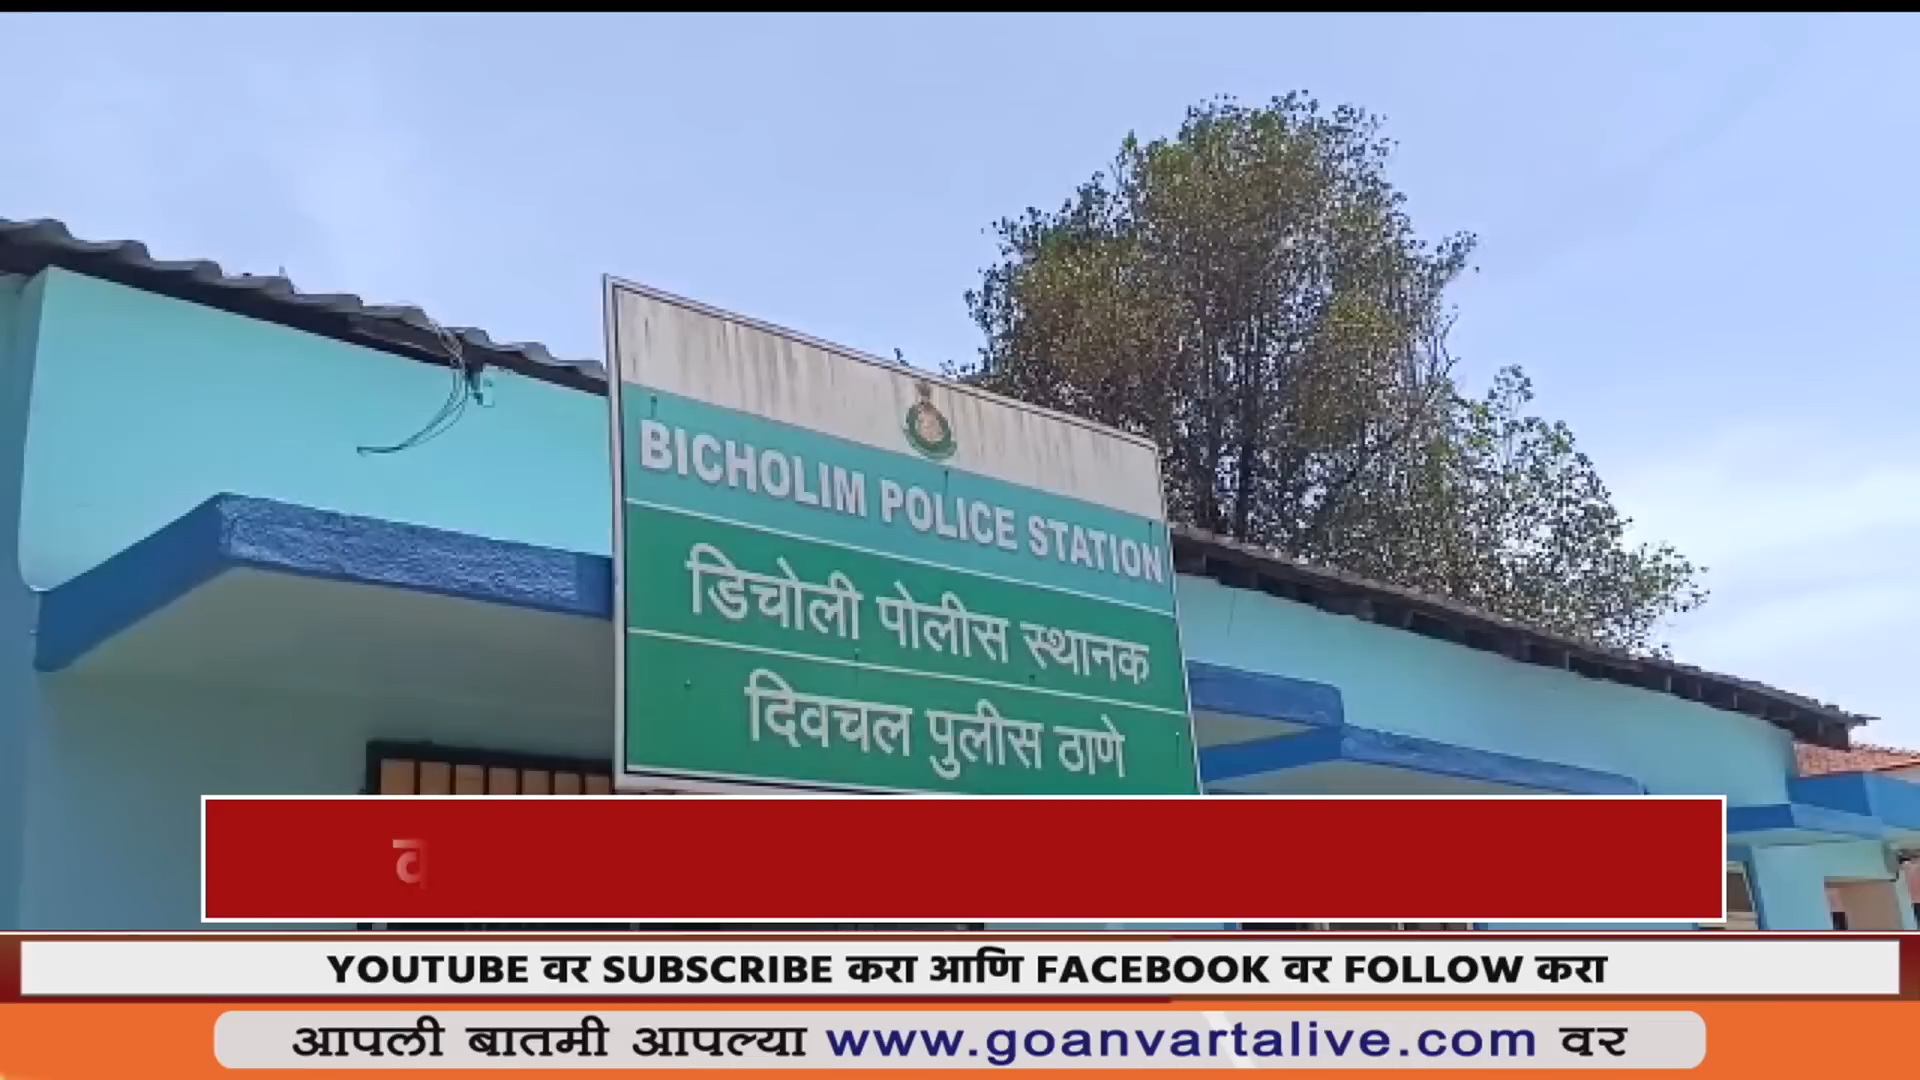 BICHOLIM POLICE STATION
डिचोली पोलीस स्थानक
दिवचल पुलीस ठाणे
YOUTUBE वर SUBSCRIBE करा आणि FACEBOOK वर FOLLOW करा
आपली बातमी आपल्या www.goanvartalive.com वर